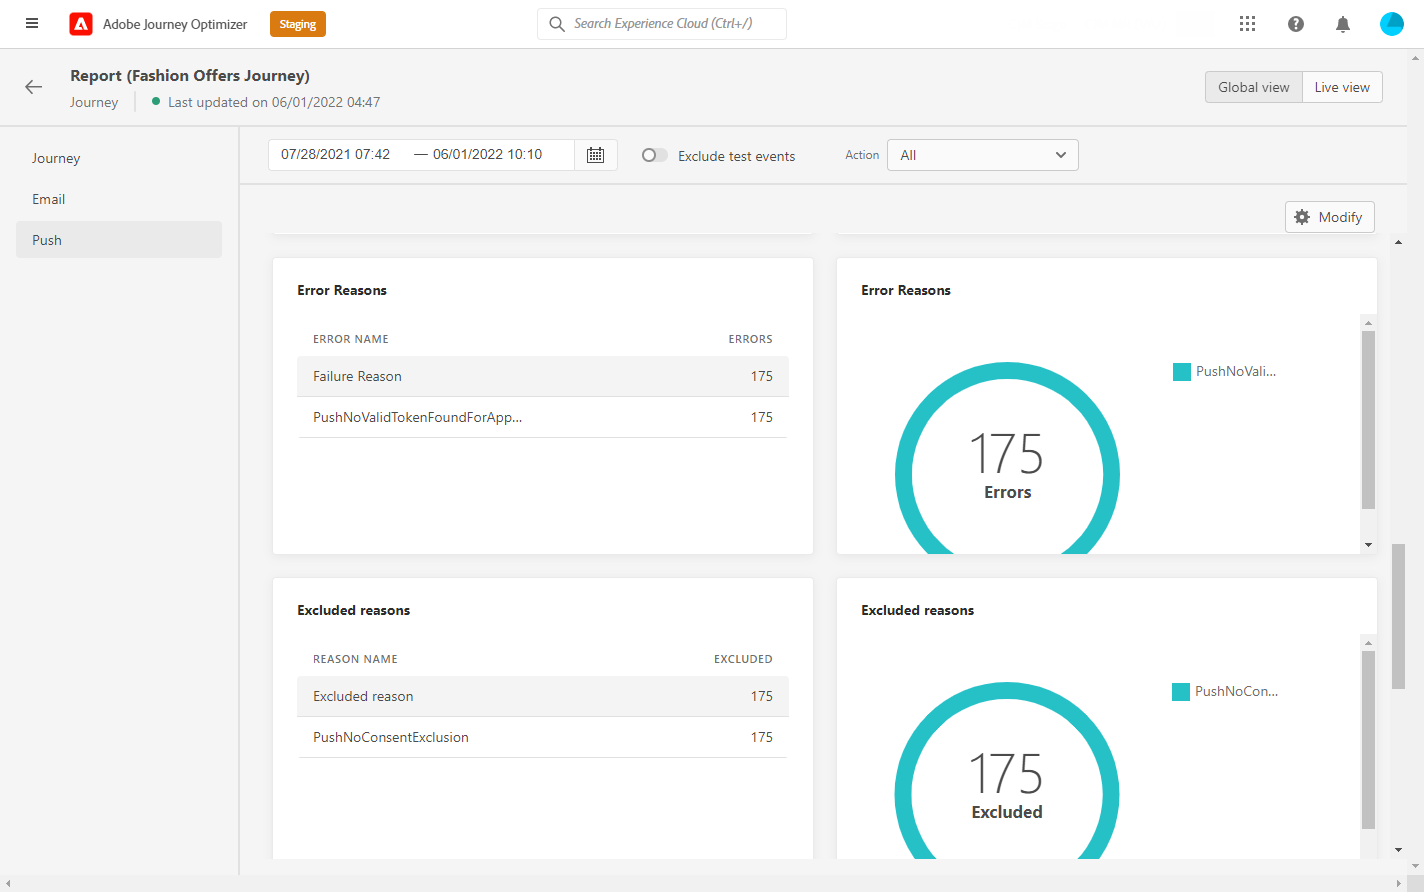 Adobe Journey Optimizer
Staging
Search Experience Cloud (Ctrl+/)
Report (Fashion Offers Journey)
Journey
Last updated on 06/01/2022 04:47
Global view
Live view
Journey
Email
Push
07/28/2021 07:42 — 06/01/2022 10:10
Exclude test events
Action
All
Modify
Error Reasons
ERROR NAME ERRORS
Failure Reason 175
PushNoValidTokenFoundForApp... 175
Error Reasons
175
Errors
PushNoVali...
Excluded reasons
REASON NAME EXCLUDED
Excluded reason 175
PushNoConsentExclusion 175
Excluded reasons
175
Excluded
PushNoCon...